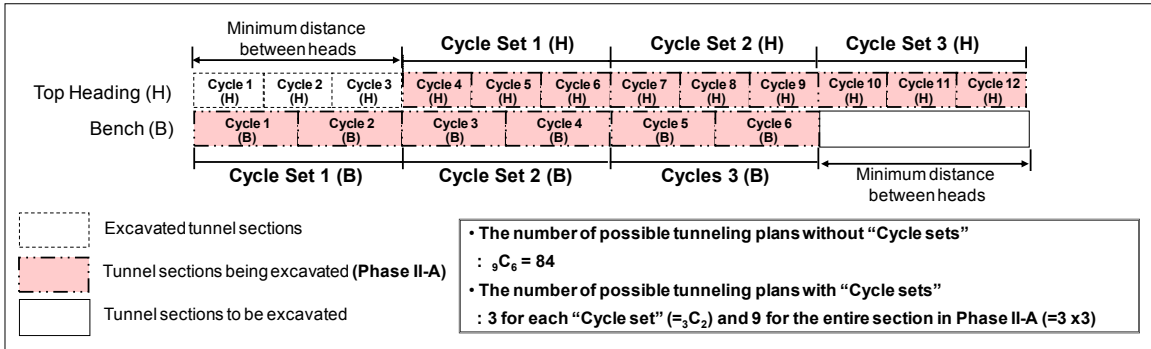 Minimum distance
between heads
Cycle Set 1 (H)
Cycle Set 2 (H)
Cycle Set 3 (H)
Top Heading (H)
Cycle 1
(H)
Cycle 2
(H)
Cycle 3
(H)
Cycle 4
(H)
Cycle 5
(H)
Cycle 6
(H)
Cycle 7
(H)
Cycle 8
(H)
Cycle 9
(H)
Cycle 10
(H)
Cycle 11
(H)
Cycle 12
(H)
Bench (B)
Cycle 1
(B)
Cycle 2
(B)
Cycle 3
(B)
Cycle 4
(B)
Cycle 5
(B)
Cycle 6
(B)
Cycle Set 1 (B)
Cycle Set 2 (B)
Cycles 3 (B)
Minimum distance
between heads
Excavated tunnel sections
Tunnel sections being excavated (Phase II-A)
Tunnel sections to be excavated
• The number of possible tunneling plans without “Cycle sets”
: ₉C₆ = 84
• The number of possible tunneling plans with “Cycle sets”
: 3 for each “Cycle set” (=₃C₂) and 9 for the entire section in Phase II-A (=3 x3)